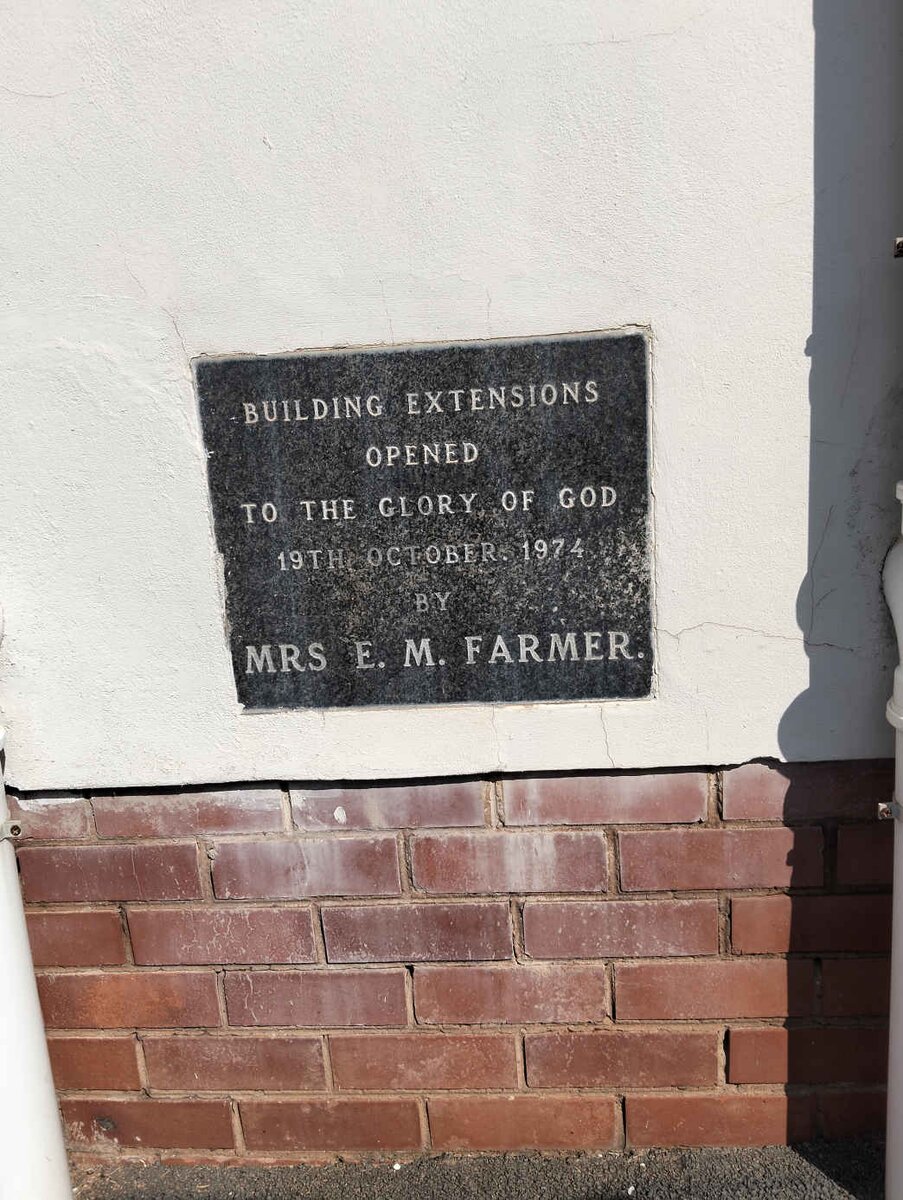 BUILDING EXTENSIONS
OPENED
TO THE GLORY OF GOD
19TH OCTOBER. 1974
BY
MRS E. M. FARMER.